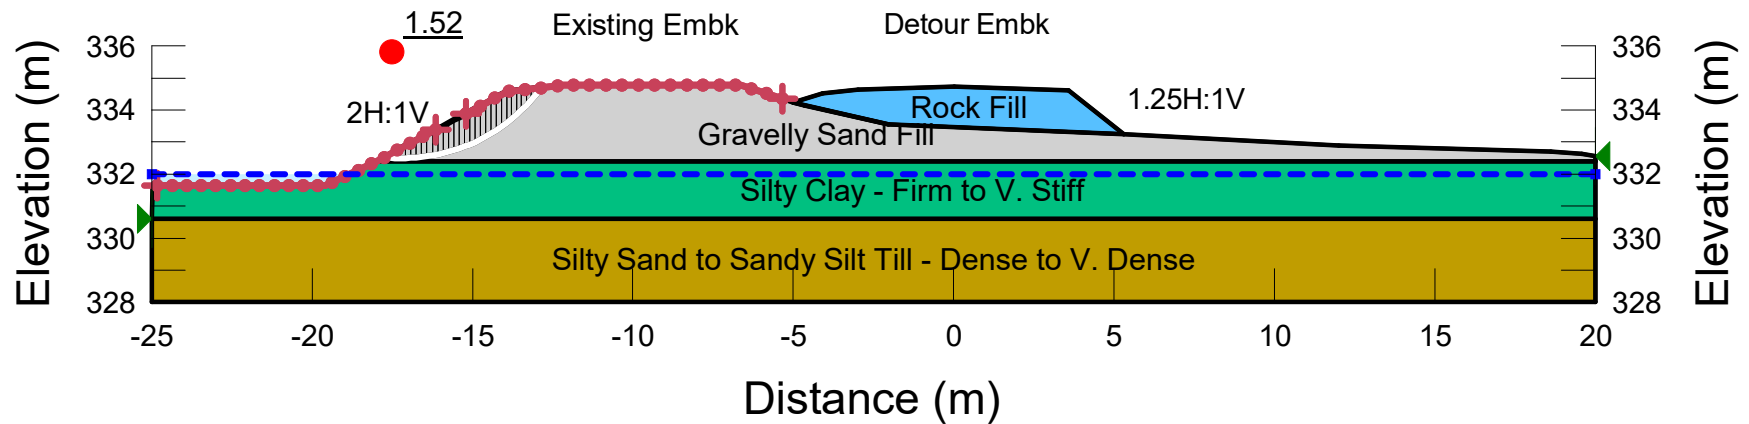 1.52
Existing Embk
Detour Embk
336
336
Elevation (m)
Elevation (m)
2H:1V
334
334
Rock Fill
1.25H:1V
Gravelly Sand Fill
332
332
Silty Clay - Firm to V. Stiff
330
330
Silty Sand to Sandy Silt Till - Dense to V. Dense
328
328
-25 -20 -15 -10 -5 0 5 10 15 20
Distance (m)